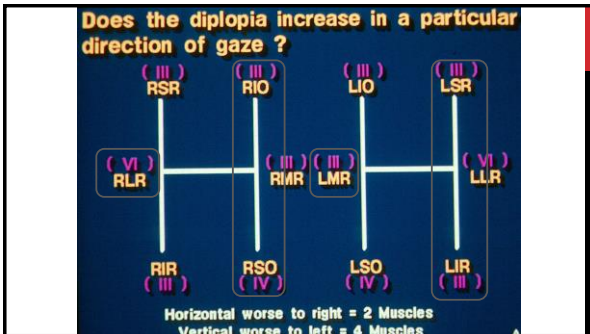 Does the diplopia increase in a particular
direction of gaze ?
( III ) ( III ) ( III ) ( III )
RSR RIO LIO LSR
( VI ) ( III ) ( III ) ( VI )
RLR RMR LMR LLR
RIR RSO LSO LIR
( III ) ( IV ) ( IV ) ( III )
Horizontal worse to right = 2 Muscles
Vertical worse to left = 4 Muscles